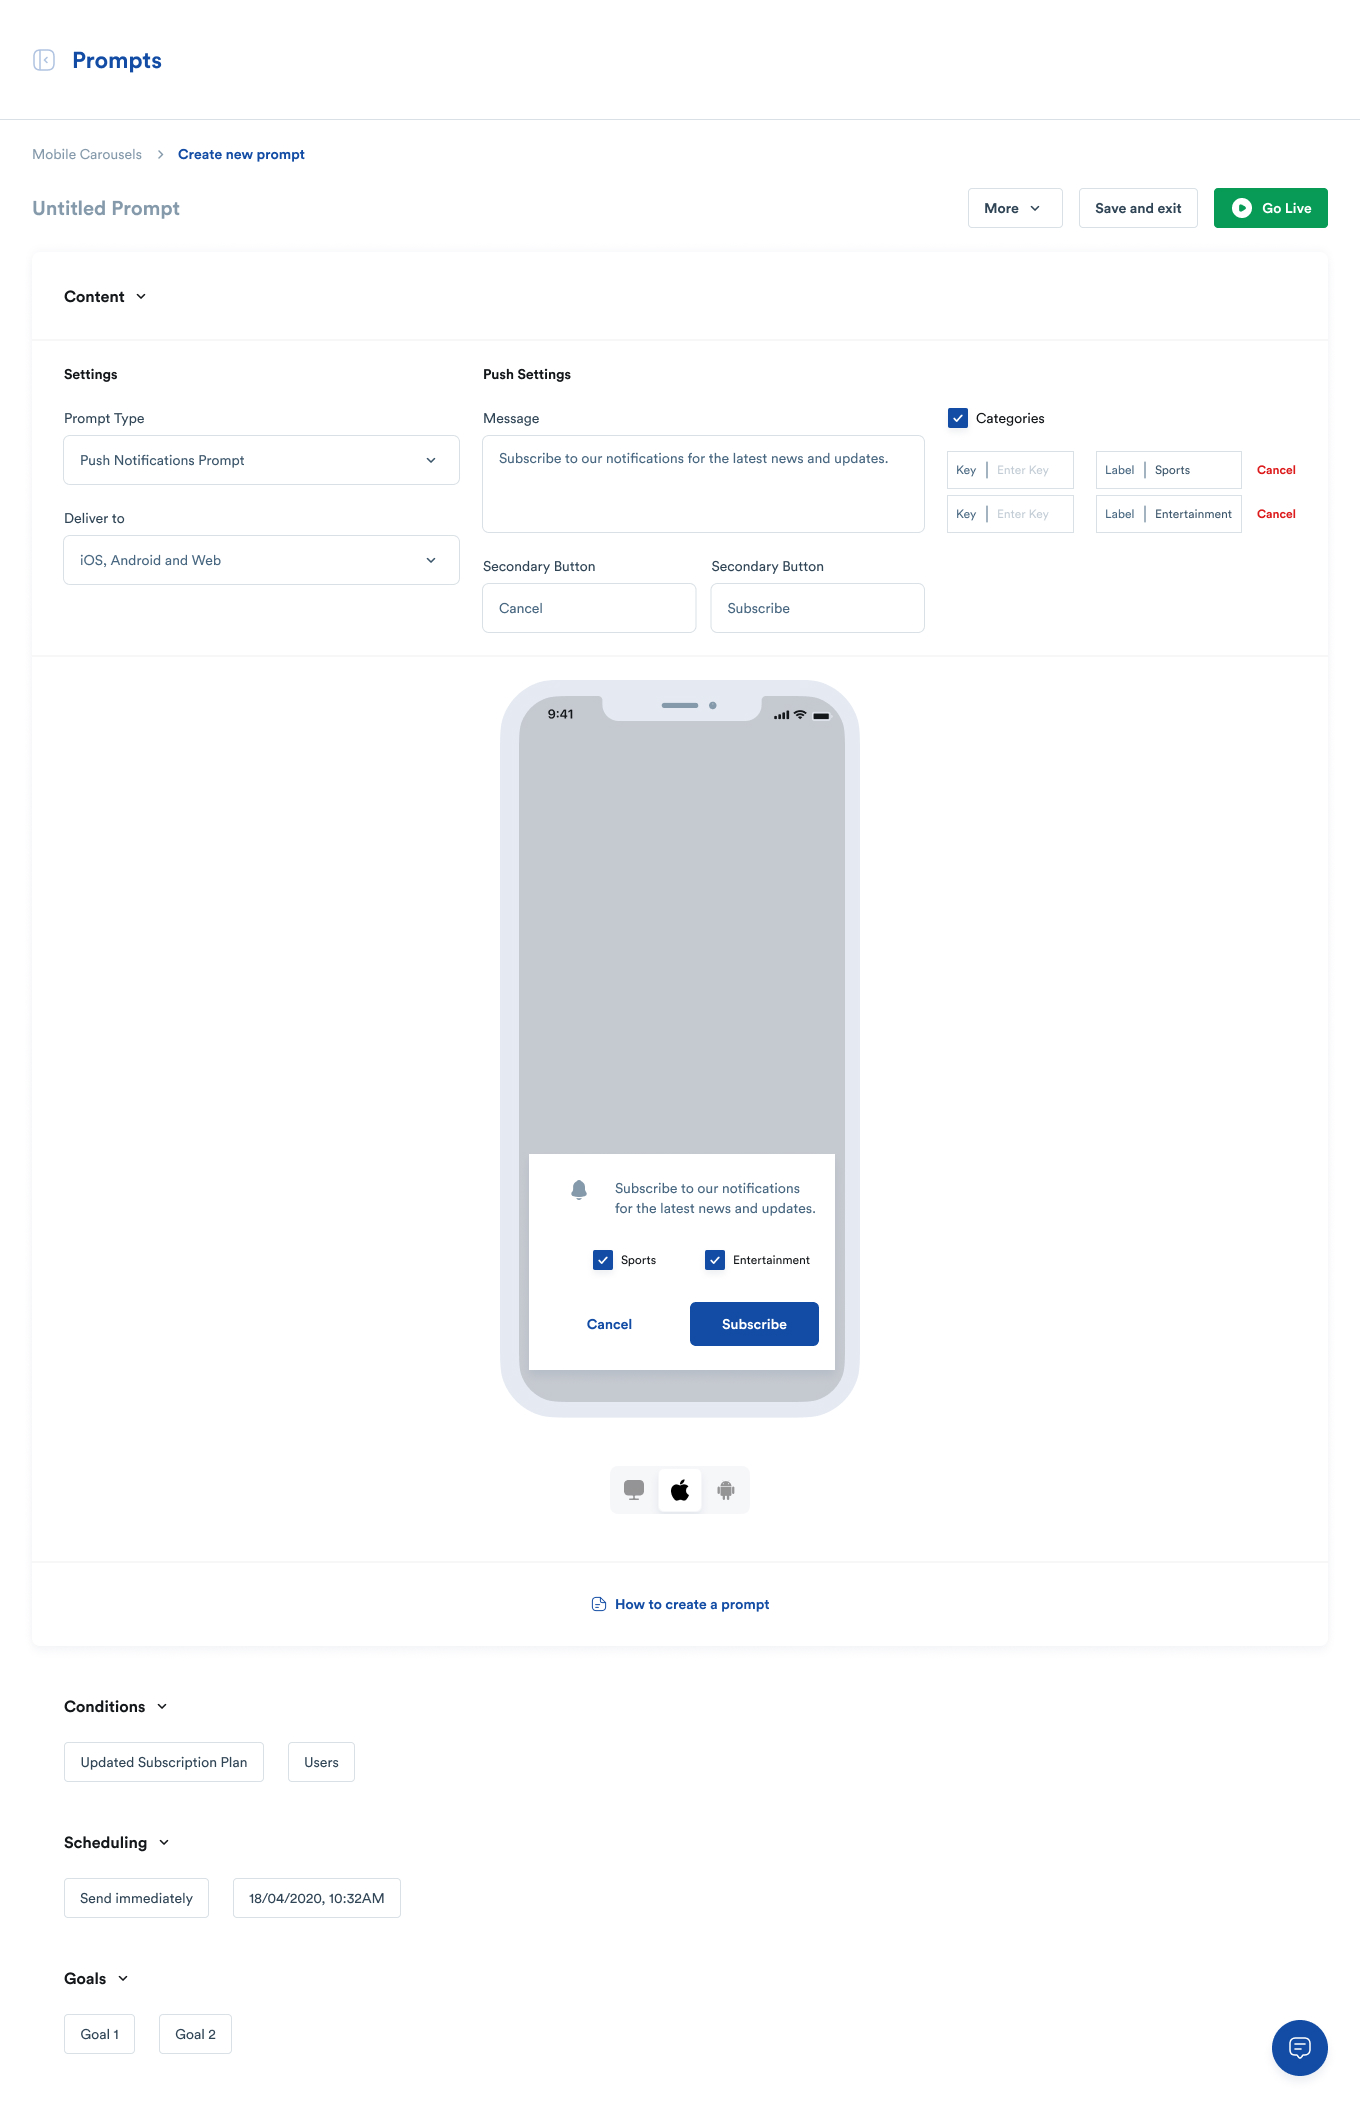 Prompts
Mobile Carousels
Create new prompt
Untitled Prompt
More
Save and exit
Go Live
Content
Settings
Push Settings
Prompt Type
Message
Categories
Push Notifications Prompt
Subscribe to our notifications for the latest news and updates.
Key | Enter Key
Label | Sports
Cancel
Key | Enter Key
Label | Entertainment
Cancel
Deliver to
iOS, Android and Web
Secondary Button
Secondary Button
Cancel
Subscribe
9:41
Subscribe to our notifications
for the latest news and updates.
Sports
Entertainment
Cancel
Subscribe
How to create a prompt
Conditions
Updated Subscription Plan
Users
Scheduling
Send immediately
18/04/2020, 10:32AM
Goals
Goal 1
Goal 2